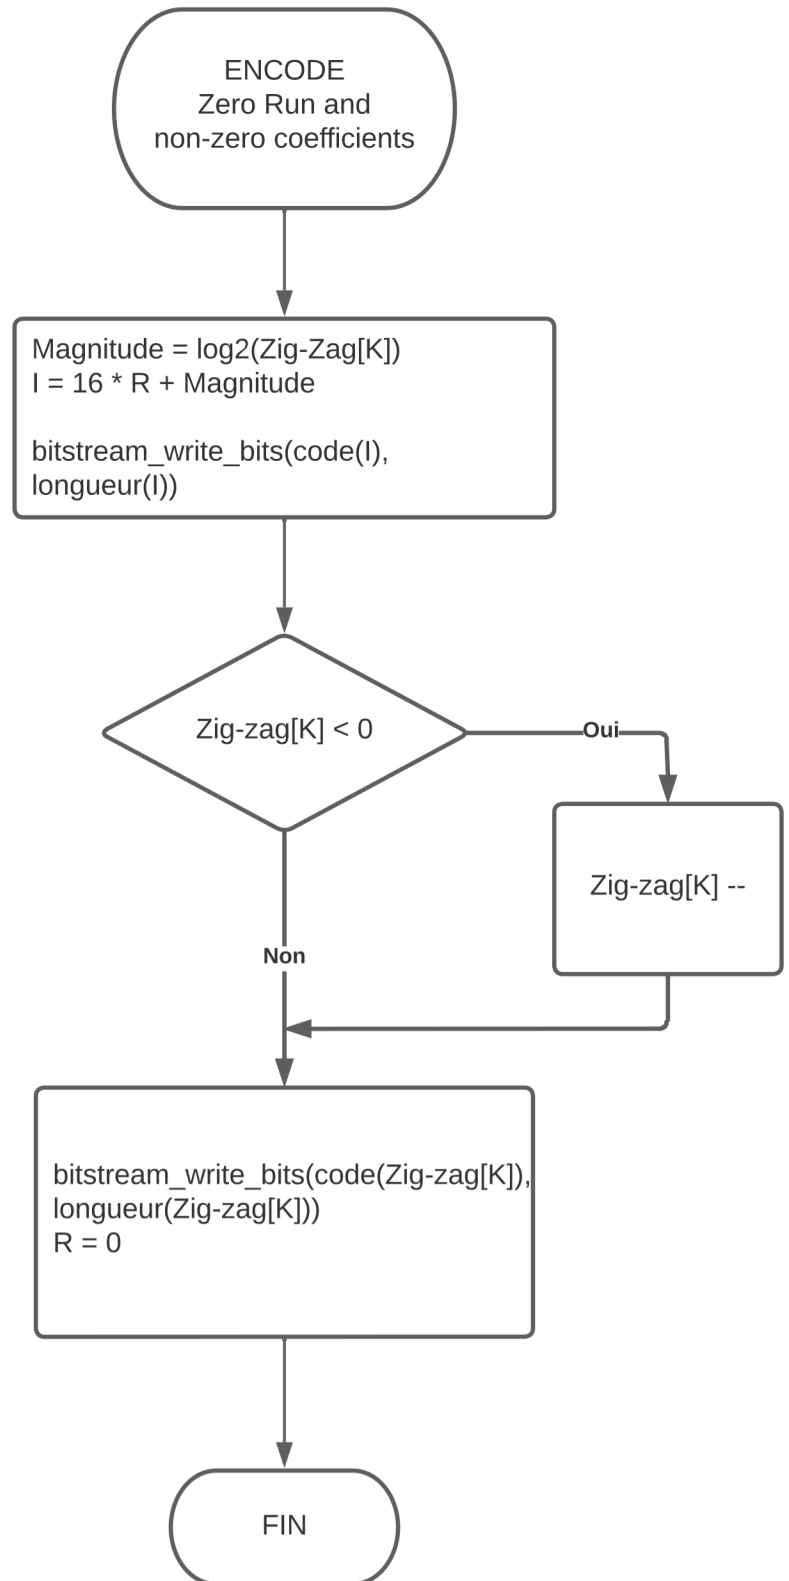 ENCODE
Zero Run and
non-zero coefficients
Magnitude = log2(Zig-Zag[K])
I = 16 * R + Magnitude
bitstream_write_bits(code(I),
longueur(I))
Zig-zag[K] < 0
Oui
Zig-zag[K] --
Non
bitstream_write_bits(code(Zig-zag[K]),
longueur(Zig-zag[K]))
R = 0
FIN